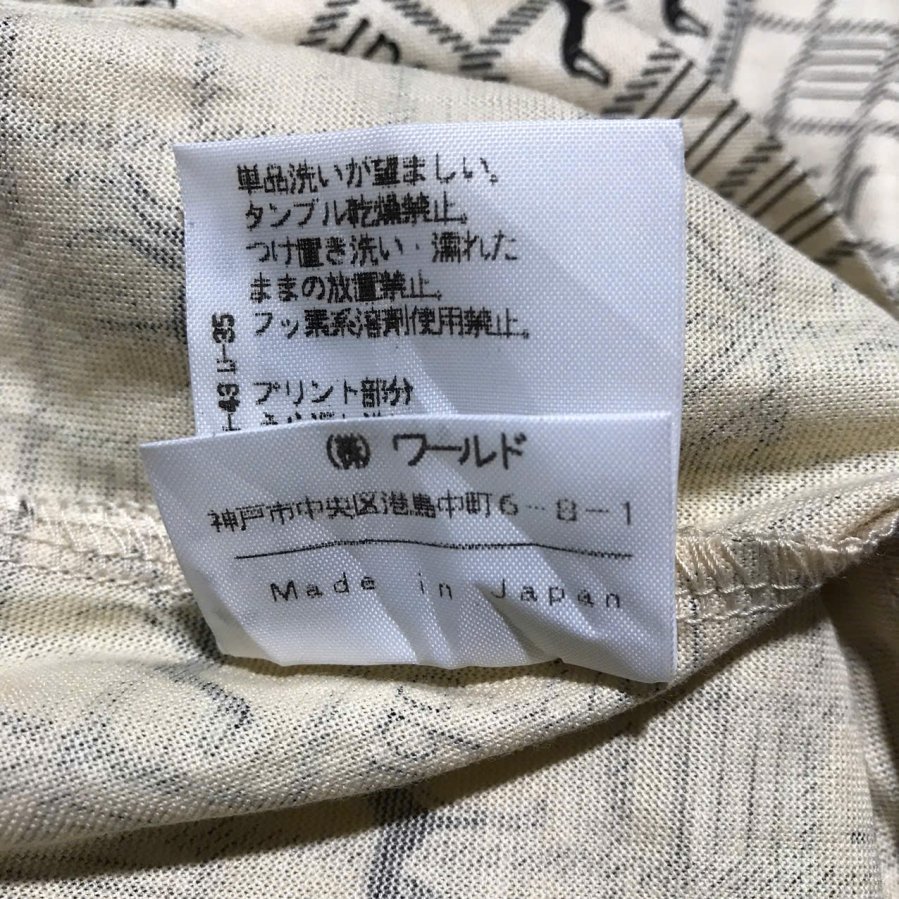 単品洗いが望ましい。
タンブル乾燥禁止。
つけ置き洗い・濡れた
ままの放置禁止。
フッ素系溶剤使用禁止。
プリント部分
(株) ワールド
神戸市中央区港島中町6-8-1
Made in Japan